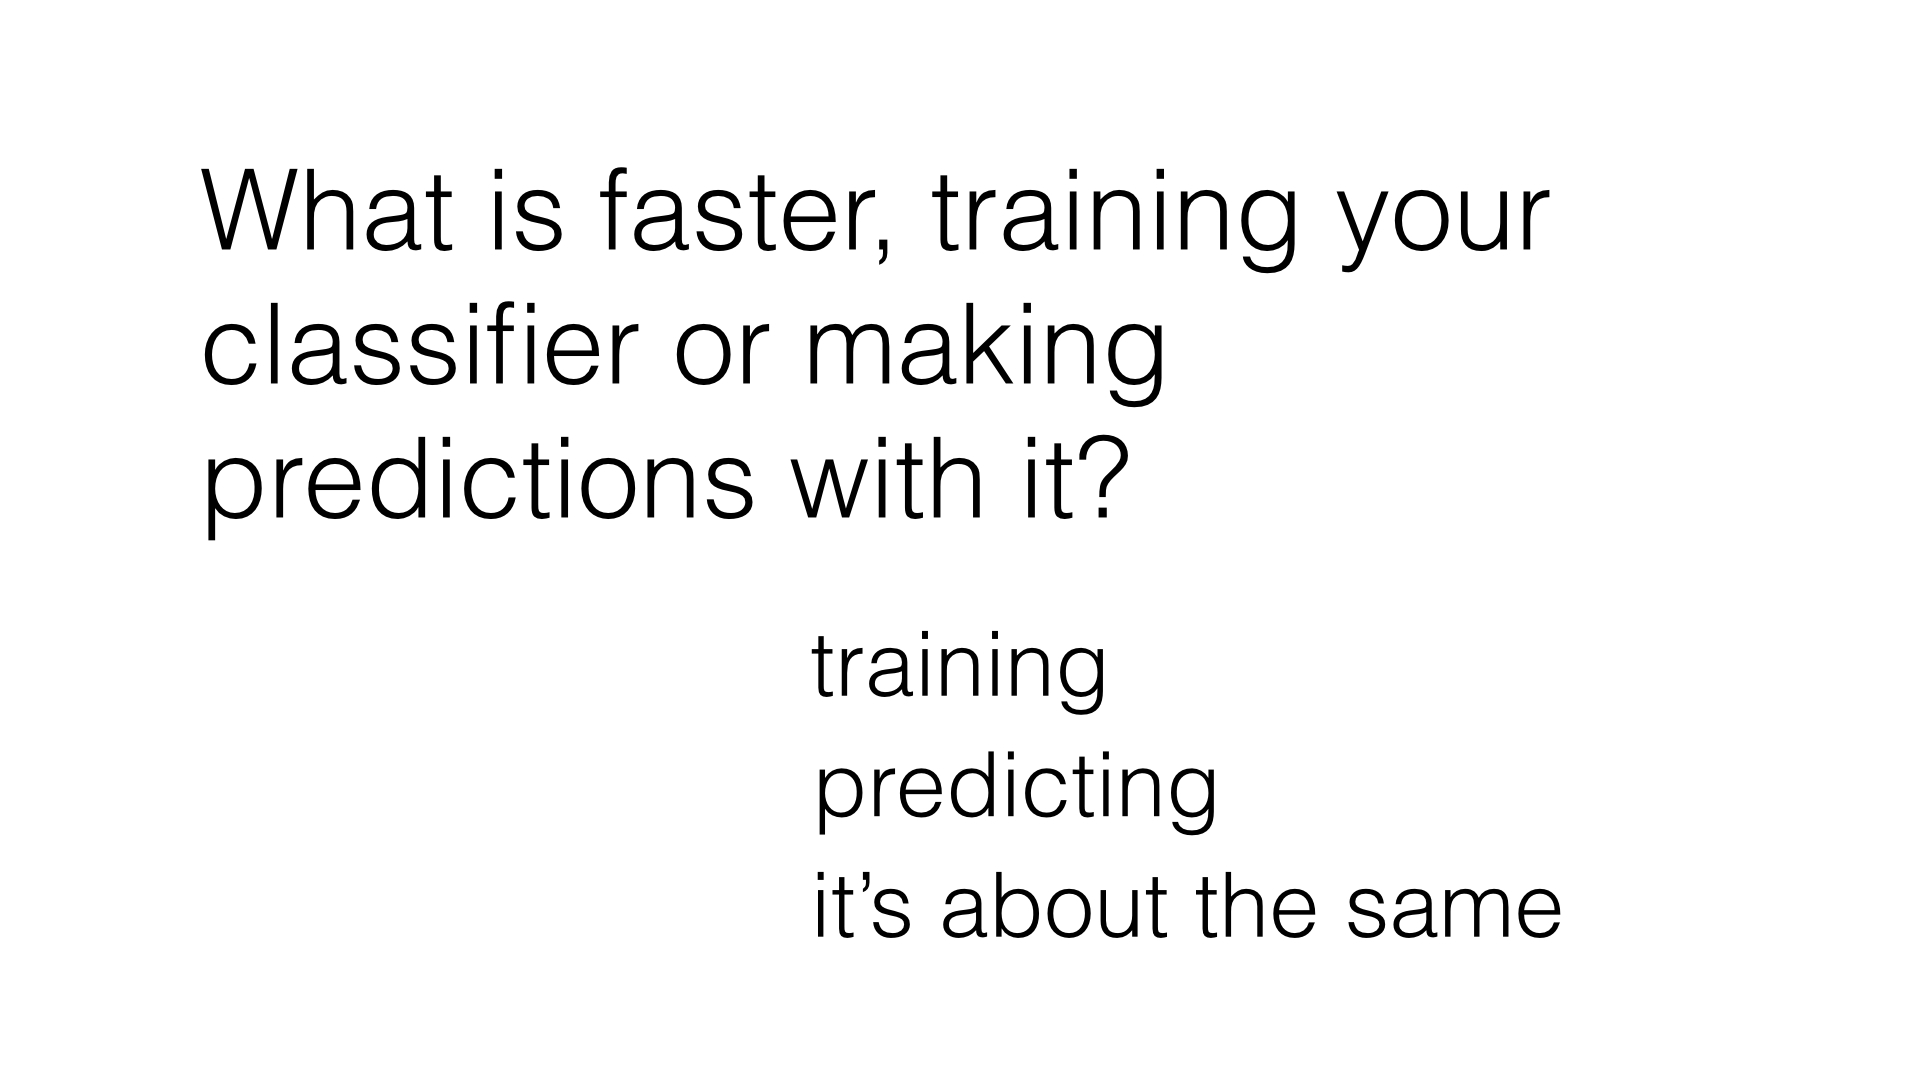 What is faster, training your
classifier or making
predictions with it?
training
predicting
it’s about the same